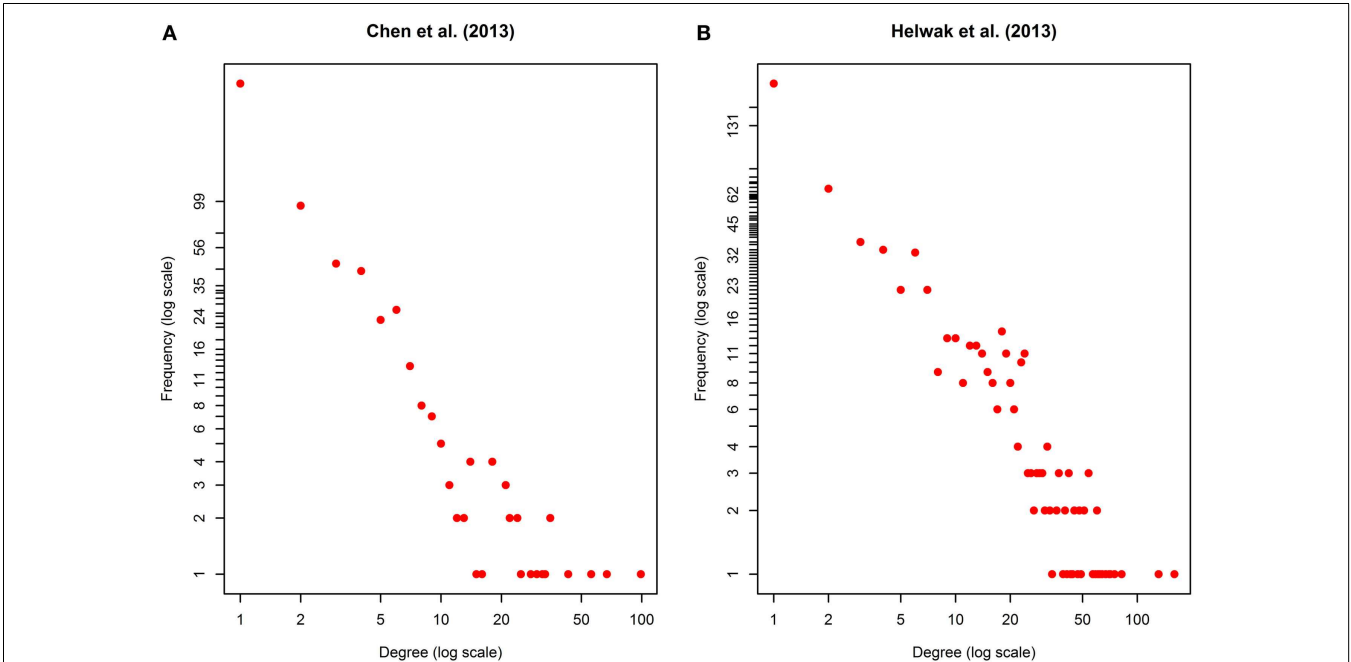 A
Chen et al. (2013)
99
56
35
24
16
11
8
6
4
3
2
1
Frequency (log scale)
1 2 5 10 20 50 100
Degree (log scale)
B
Helwak et al. (2013)
131
62
45
32
23
16
11
8
6
4
3
2
1
Frequency (log scale)
1 2 5 10 20 50 100
Degree (log scale)